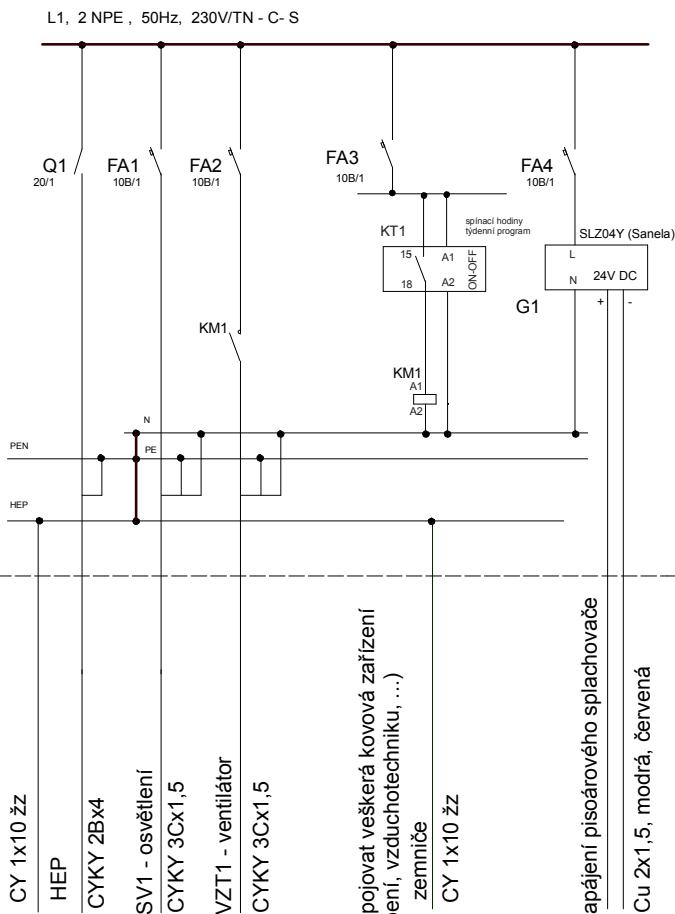 L1, 2 NPE , 50Hz, 230V/TN - C- S
Q1
20/1
FA1
10B/1
FA2
10B/1
FA3
10B/1
FA4
10B/1
KT1
spínací hodiny
týdenní program
15
18
A1
A2
ON-OFF
SLZ04Y (Sanela)
L
N
24V DC
+
-
G1
KM1
KM1
A1
A2
N
PEN
PE
HEP
CY 1x10 žz
HEP
CYKY 2Bx4
SV1 - osvětlení
CYKY 3Cx1,5
VZT1 - ventilátor
CYKY 3Cx1,5
pojovat veškerá kovová zařízení
pení, vzduchotechniku, ...)
zemniče
CY 1x10 žz
apájení pisoárového splachovače
Cu 2x1,5, modrá, červená